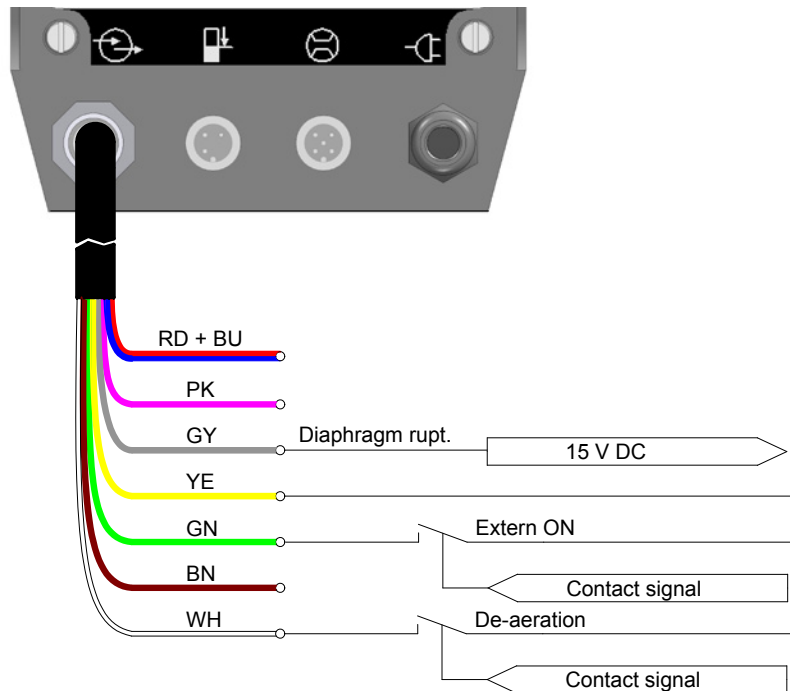 RD + BU
PK
GY Diaphragm rupt. 15 V DC
YE
GN Extern ON
BN Contact signal
WH De-aeration
Contact signal